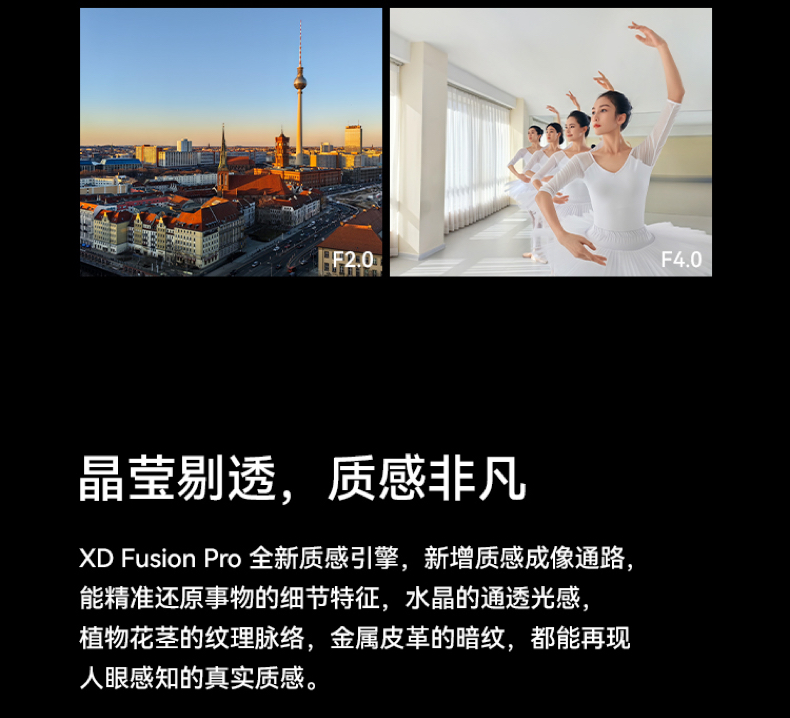 F2.0
F4.0
晶莹剔透，质感非凡
XD Fusion Pro 全新质感引擎，新增质感成像通路，
能精准还原事物的细节特征，水晶的通透光感，
植物花茎的纹理脉络，金属皮革的暗纹，都能再现
人眼感知的真实质感。